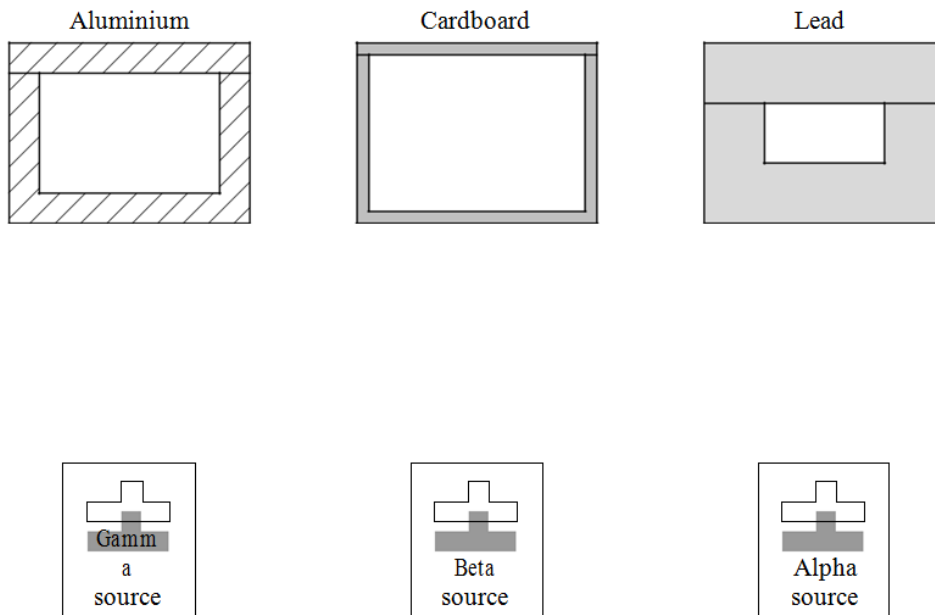 Aluminium
Cardboard
Lead
Gamm
a
source
Beta
source
Alpha
source